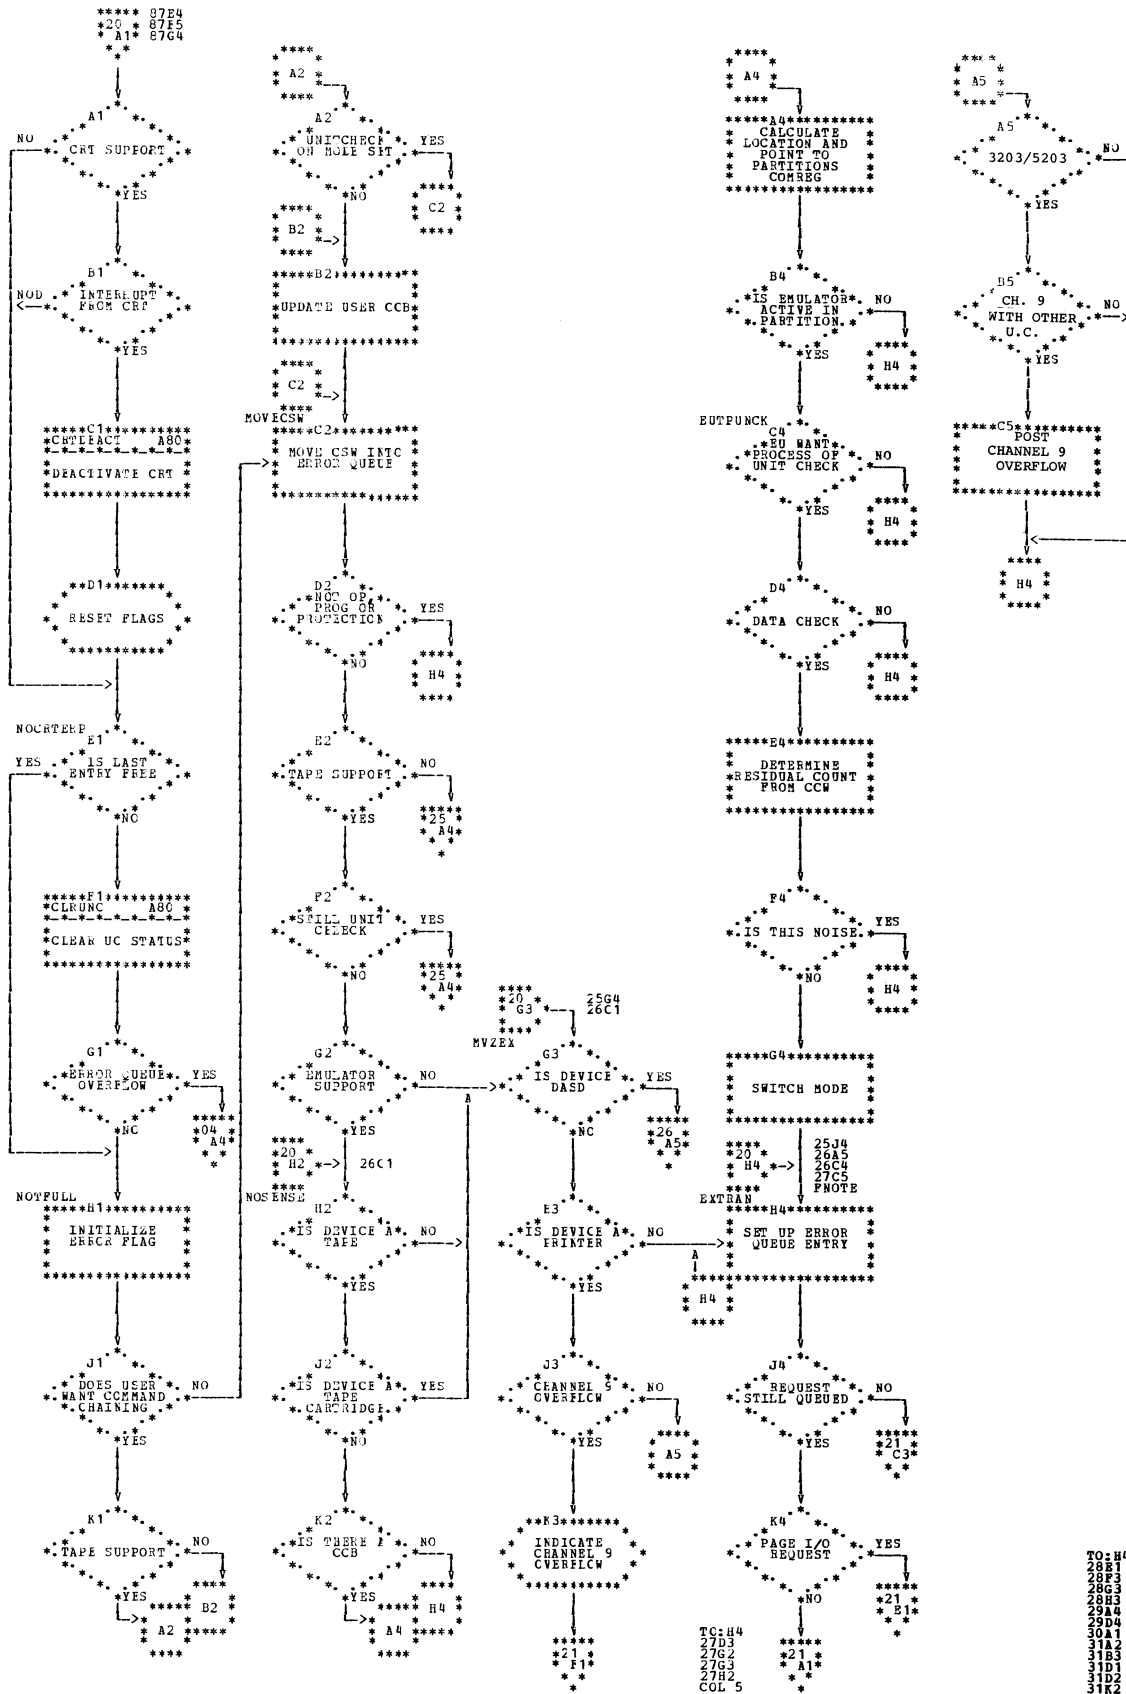 87E4
20 87F5
A1 87G4
A1
NO
CRT SUPPORT
YES
B1
NOD
INTERRUPT
FROM CRT
YES
C1
CRTDEACT A80
DEACTIVATE CRT
D1
RESET FLAGS
NOCRTERP
E1
YES
IS LAST
ENTRY FREE
NO
F1
CLRUNC A80
CLEAR UC STATUS
G1
ERROR QUEUE
OVERFLOW
YES
04
A4
NC
NOTFULL
H1
INITIALIZE
ERROR FLAG
J1
DOES USER
WANT COMMAND
CHAINING
NO
YES
K1
TAPE SUPPORT
NO
B2
YES
A2
A2
A2
UNITCHECK
ON MODE SET
YES
C2
NO
B2
B2
UPDATE USER CCB
C2
MOVECSW
C2
MOVE CSW INTC
ERROR QUEUE
D2
NOT OP,
PROG OR
PROTECTION
YES
H4
NO
E2
TAPE SUPPORT
NO
25
A4
YES
F2
STILL UNIT
CHECK
YES
25
A4
NO
G2
EMULATOR
SUPPORT
NO
A
YES
20
H2
26C1
NOSENSE
H2
IS DEVICE A
TAPE
NO
YES
J2
IS DEVICE A
TAPE
CARTRIDGE
YES
NO
K2
IS THERE A
CCB
NO
H4
YES
A4
20
G3
25G4
26C1
MVZEX
G3
IS DEVICE
DASD
YES
26
A5
NC
H3
IS DEVICE A
PRINTER
NO
A
H4
YES
J3
CHANNEL 9
OVERFLCW
NO
A5
YES
K3
INDICATE
CHANNEL 9
OVERFLCW
21
F1
A4
A4
CALCULATE
LOCATION AND
POINT TO
PARTITIONS
COMREG
B4
IS EMULATOR
ACTIVE IN
PARTITION
NO
H4
YES
EUTPUNCK
C4
EU WANT
PROCESS OF
UNIT CHECK
NO
H4
YES
D4
DATA CHECK
NO
H4
YES
E4
DETERMINE
RESIDUAL COUNT
FROM CCW
F4
IS THIS NOISE
YES
H4
NO
G4
SWITCH MODE
20
H4
25J4
26A5
26C4
27C5
FNOTE
EXTRAN
H4
SET UP ERROR
QUEUE ENTRY
J4
REQUEST
STILL QUEUED
NO
21
C3
YES
K4
PAGE I/O
REQUEST
YES
21
E1
NO
21
A1
TC:H4
27D3
27G2
27G3
27H2
COL 5
A5
A5
3203/5203
NO
YES
B5
CH. 9
WITH OTHER
U.C.
NO
YES
C5
POST
CHANNEL 9
OVERFLOW
H4
TO:H4
28E1
28F3
28G3
28H3
29A4
29D4
30A1
31A2
31B3
31D1
31D2
31K2